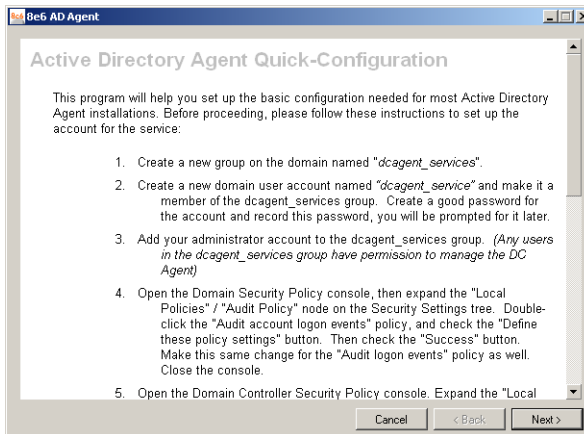 8e6 AD Agent
Active Directory Agent Quick-Configuration
This program will help you set up the basic configuration needed for most Active Directory
Agent installations. Before proceeding, please follow these instructions to set up the
account for the service:
1. Create a new group on the domain named "dcagent_services".
2. Create a new domain user account named "dcagent_service" and make it a
member of the dcagent_services group. Create a good password for
the account and record this password, you will be prompted for it later.
3. Add your administrator account to the dcagent_services group. (Any users
in the dcagent_services group have permission to manage the DC
Agent)
4. Open the Domain Security Policy console, then expand the "Local
Policies" / "Audit Policy" node on the Security Settings tree. Double-
click the "Audit account logon events" policy, and check the "Define
these policy settings" button. Then check the "Success" button.
Make this same change for the "Audit logon events" policy as well.
Close the console.
5. Open the Domain Controller Security Policy console. Expand the "Local
Cancel < Back Next >